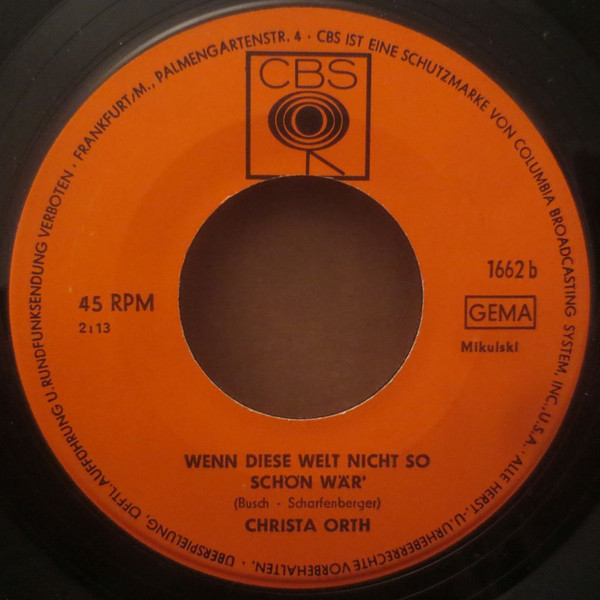 CBS
45 RPM
2:13
1662 b
GEMA
Mikulski
WENN DIESE WELT NICHT SO
SCHÖN WÄR'
(Busch - Scharfenberger)
CHRISTA ORTH
FRANKFURT/M., PALMENGARTENSTR. 4 · CBS IST EINE SCHUTZMARKE VON COLUMBIA BROADCASTING SYSTEM, INC., U.S.A. · ALLE HERST.- U. URHEBERRECHTE VORBEHALTEN. · ÜBERSPIELUNG, ÖFFTL. AUFFÜHRUNG U. RUNDFUNKSENDUNG VERBOTEN ·